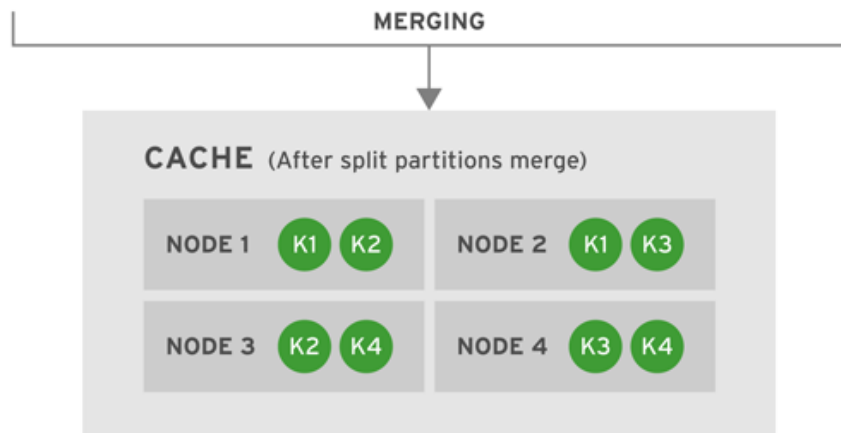 MERGING
CACHE (After split partitions merge)
NODE 1 K1 K2 NODE 2 K1 K3
NODE 3 K2 K4 NODE 4 K3 K4